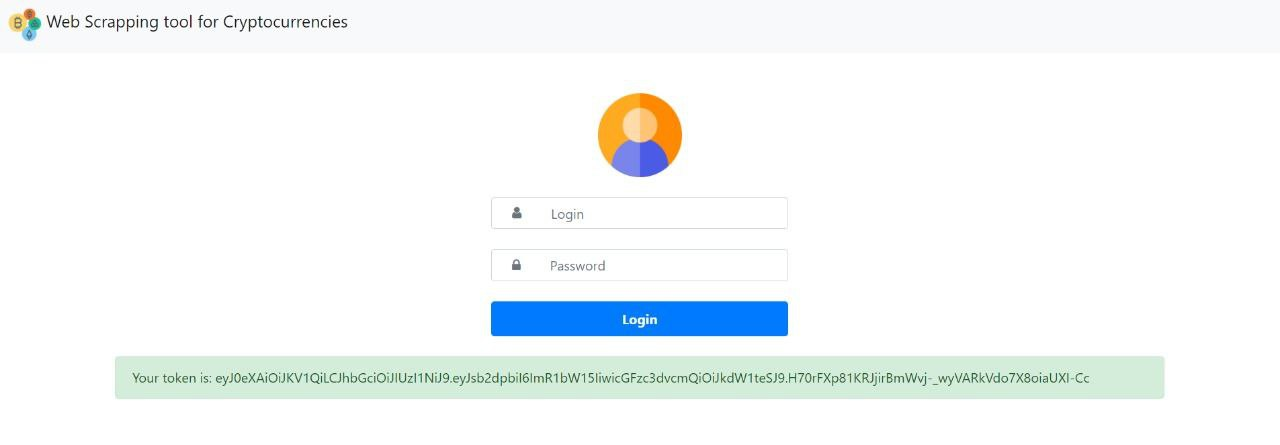 Web Scrapping tool for Cryptocurrencies
Login
Password
Login
Your token is: eyJ0eXAiOiJKV1QiLCJhbGciOiJIUzI1NiJ9.eyJsb2dpbiI6ImR1bW15IiwicGFzc3dvcmQiOiJkdW1teSJ9.H70rFXp81KRJjirBmWvj-_wyVARkVdo7X8oiaUXI-Cc